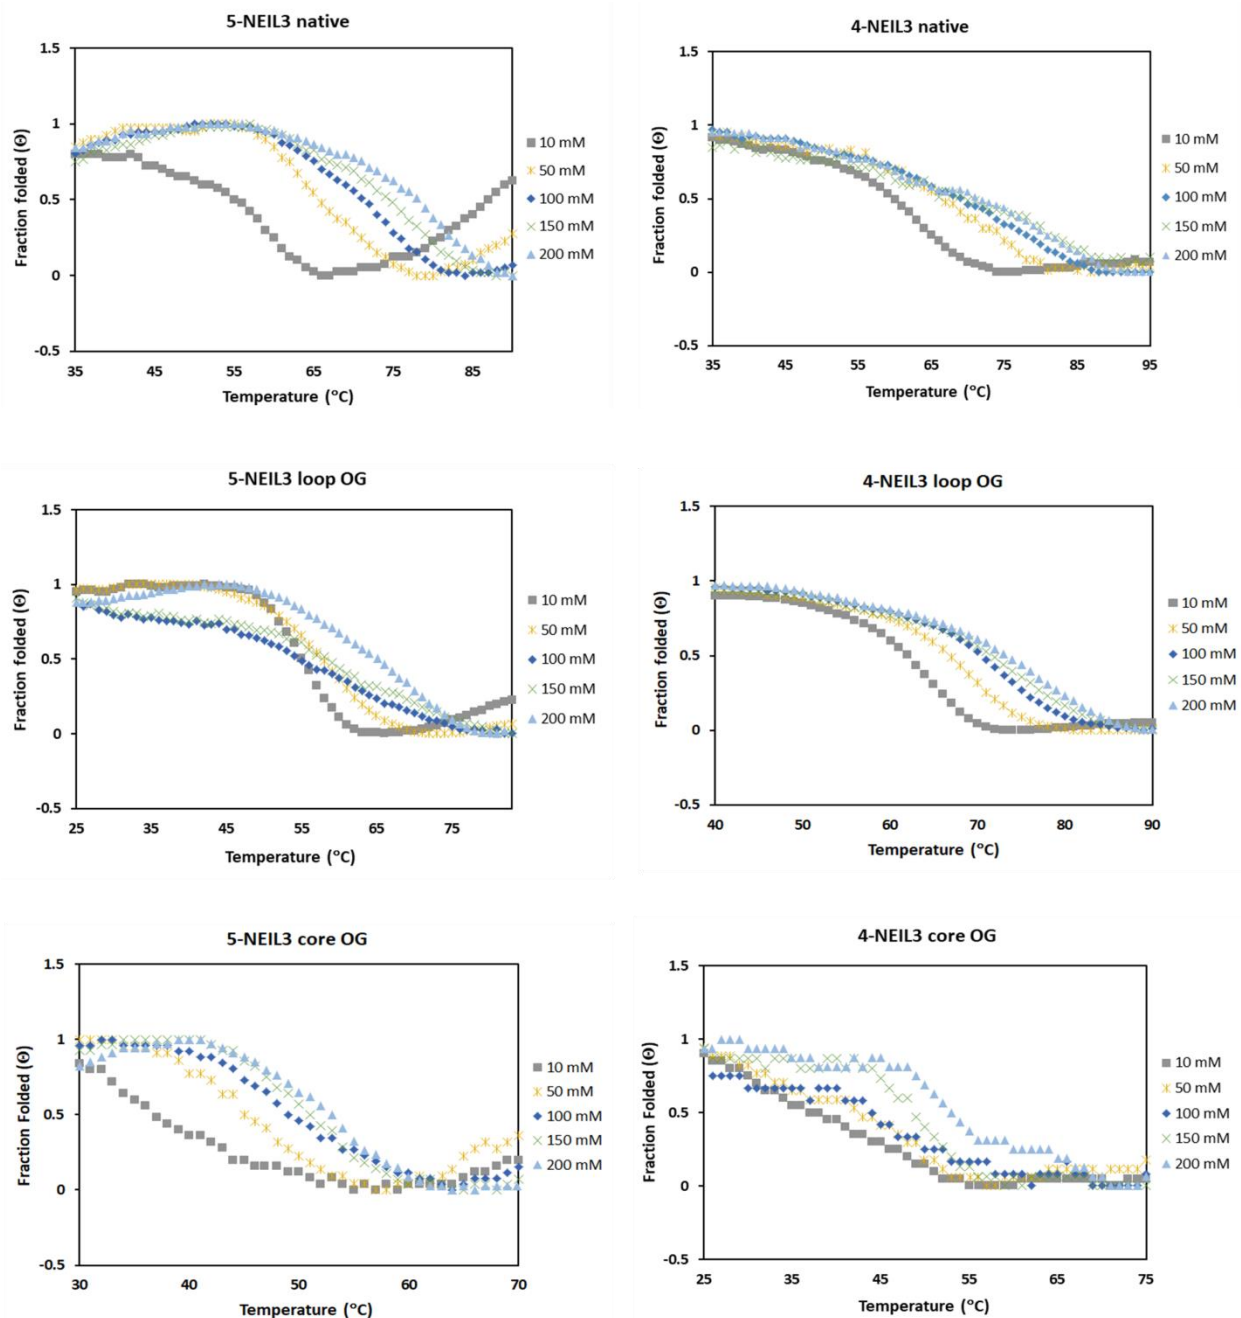 5-NEIL3 native
1.5
1
0.5
0
-0.5
Fraction folded (Θ)
35 45 55 65 75 85
Temperature (°C)
10 mM
50 mM
100 mM
150 mM
200 mM
4-NEIL3 native
1.5
1
0.5
0
-0.5
Fraction folded (Θ)
35 45 55 65 75 85 95
Temperature (°C)
10 mM
50 mM
100 mM
150 mM
200 mM
5-NEIL3 loop OG
1.5
1
0.5
0
-0.5
Fraction folded (Θ)
25 35 45 55 65 75
Temperature (°C)
10 mM
50 mM
100 mM
150 mM
200 mM
4-NEIL3 loop OG
1.5
1
0.5
0
-0.5
Fraction folded (Θ)
40 50 60 70 80 90
Temperature (°C)
10 mM
50 mM
100 mM
150 mM
200 mM
5-NEIL3 core OG
1.5
1
0.5
0
-0.5
Fraction Folded (Θ)
30 40 50 60 70
Temperature (°C)
10 mM
50 mM
100 mM
150 mM
200 mM
4-NEIL3 core OG
1.5
1
0.5
0
-0.5
Fraction Folded (Θ)
25 35 45 55 65 75
Temperature (°C)
10 mM
50 mM
100 mM
150 mM
200 mM